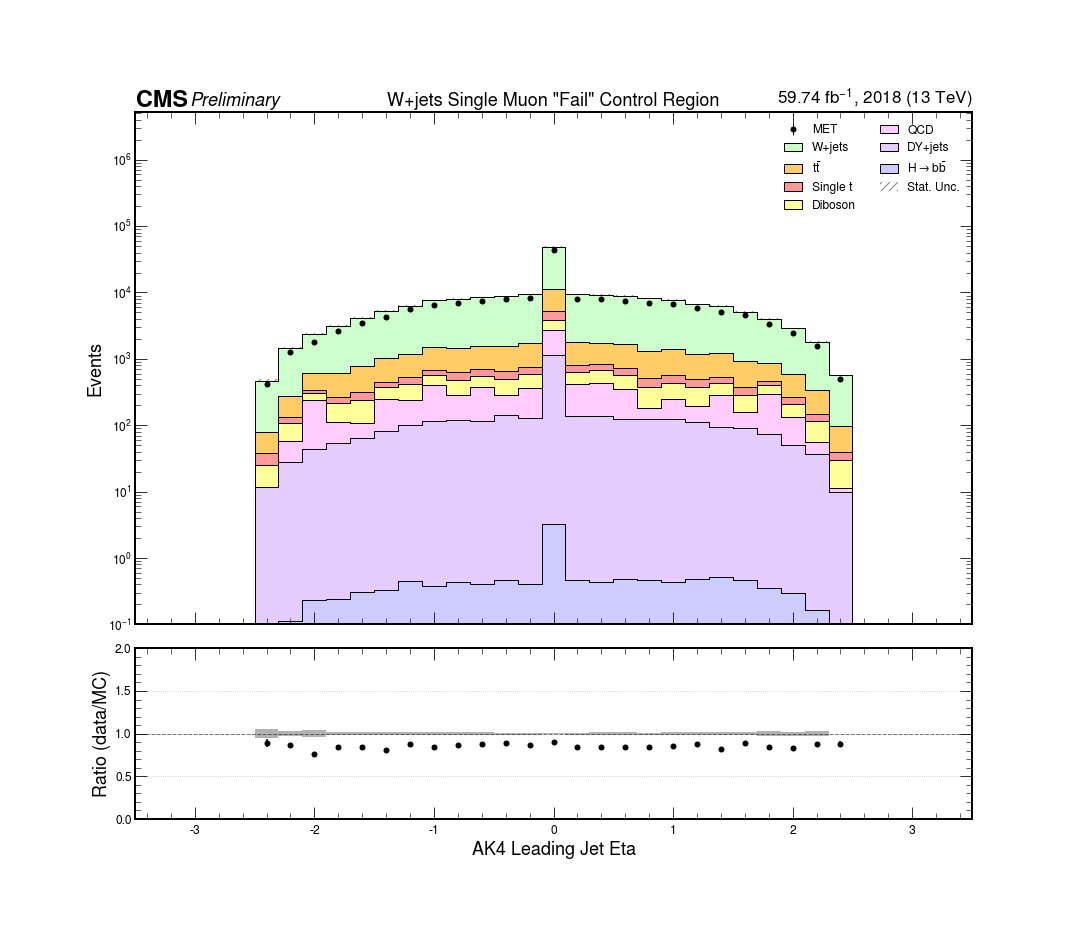 CMS Preliminary W+jets Single Muon "Fail" Control Region 59.74 fb⁻¹, 2018 (13 TeV)
MET QCD
W+jets DY+jets
tt̄ H→bb̄
Single t Stat. Unc.
Diboson
10⁶
10⁵
10⁴
10³
10²
10¹
10⁰
10⁻¹
Events
2.0
1.5
1.0
0.5
0.0
Ratio (data/MC)
-3 -2 -1 0 1 2 3
AK4 Leading Jet Eta